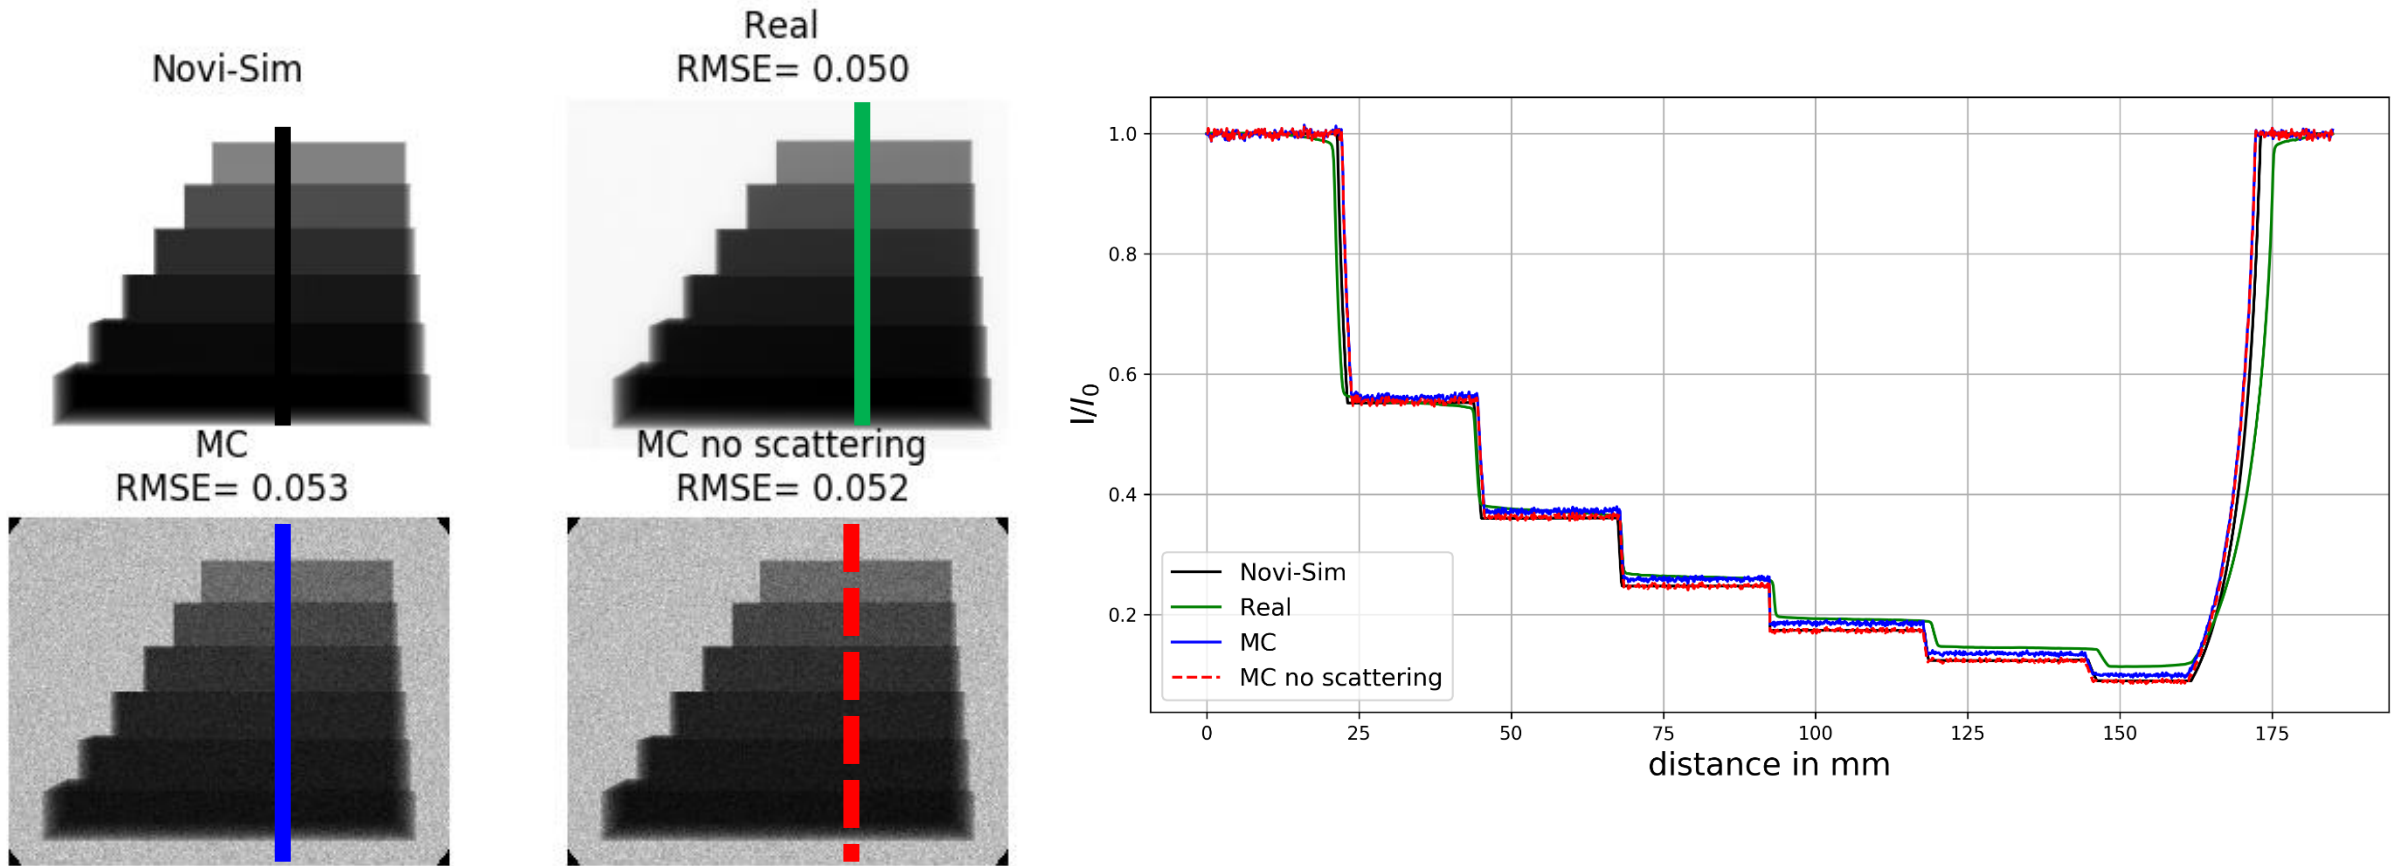 Novi-Sim
Real
RMSE= 0.050
MC
RMSE= 0.053
MC no scattering
RMSE= 0.052
I/I₀
1.0
0.8
0.6
0.4
0.2
Novi-Sim
Real
MC
MC no scattering
0 25 50 75 100 125 150 175
distance in mm